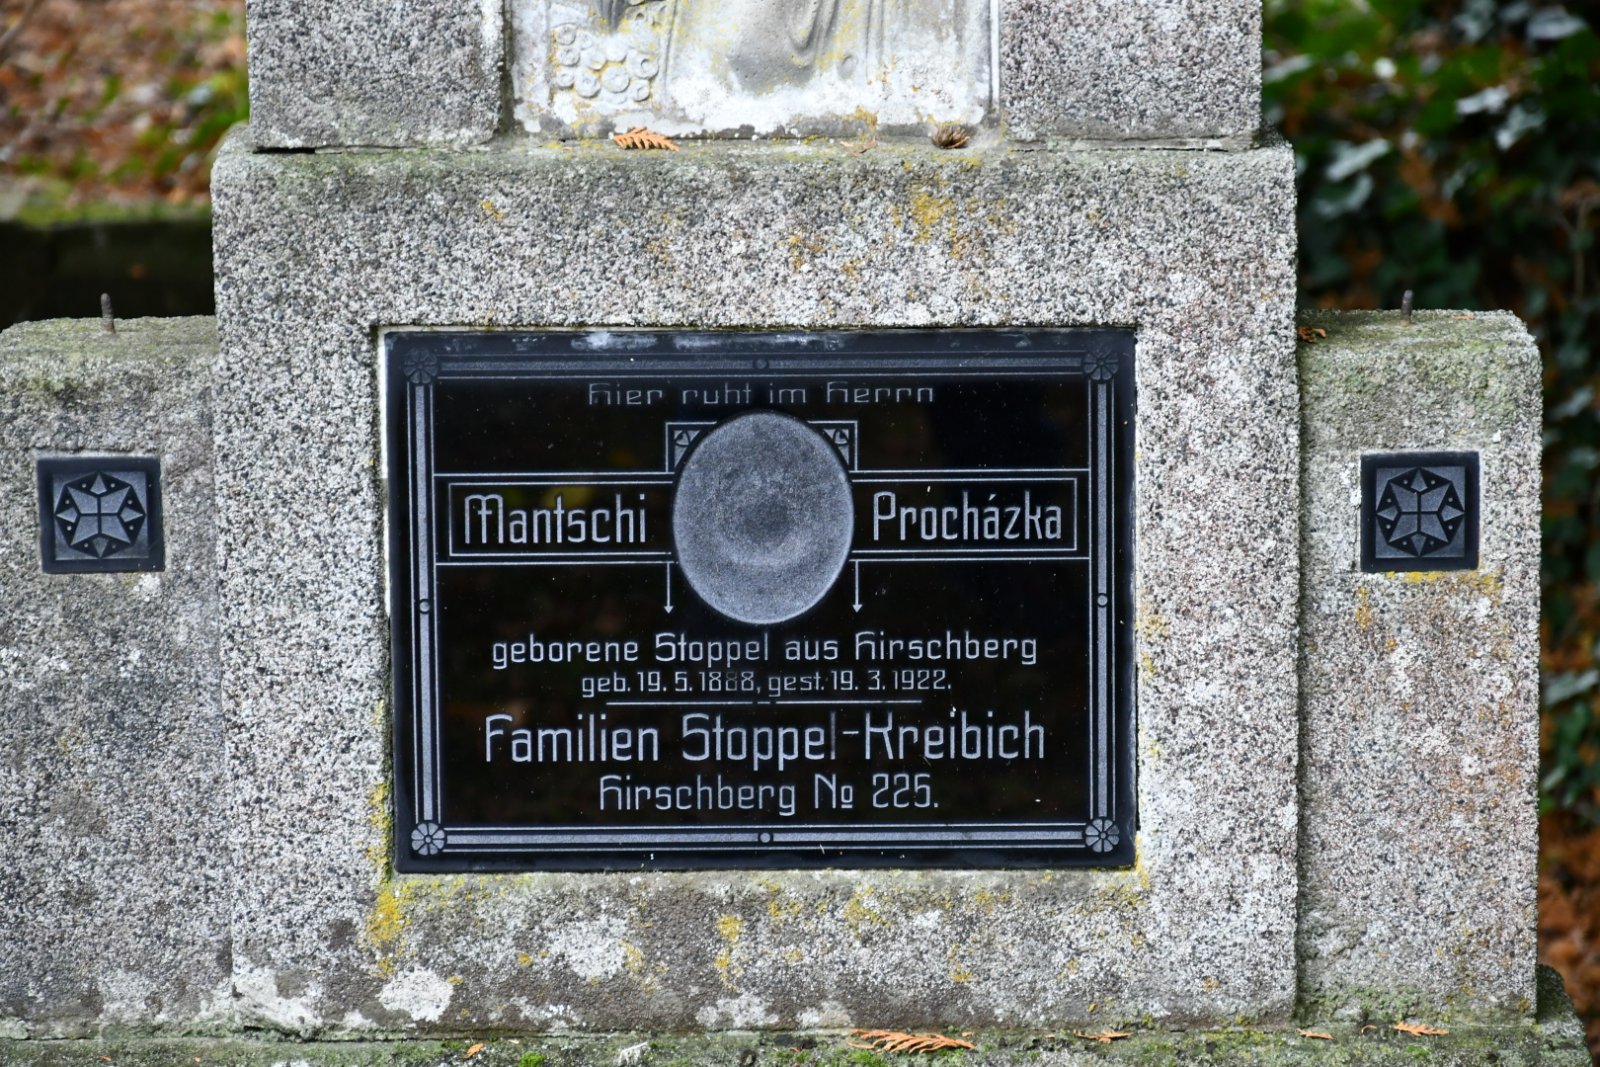 Hier ruht im Herrn
Mantschi Procházka
geborene Stoppel aus Hirschberg
geb. 19. 5. 1888, gest. 19. 3. 1922.
Familien Stoppel-Kreibich
Hirschberg No 225.